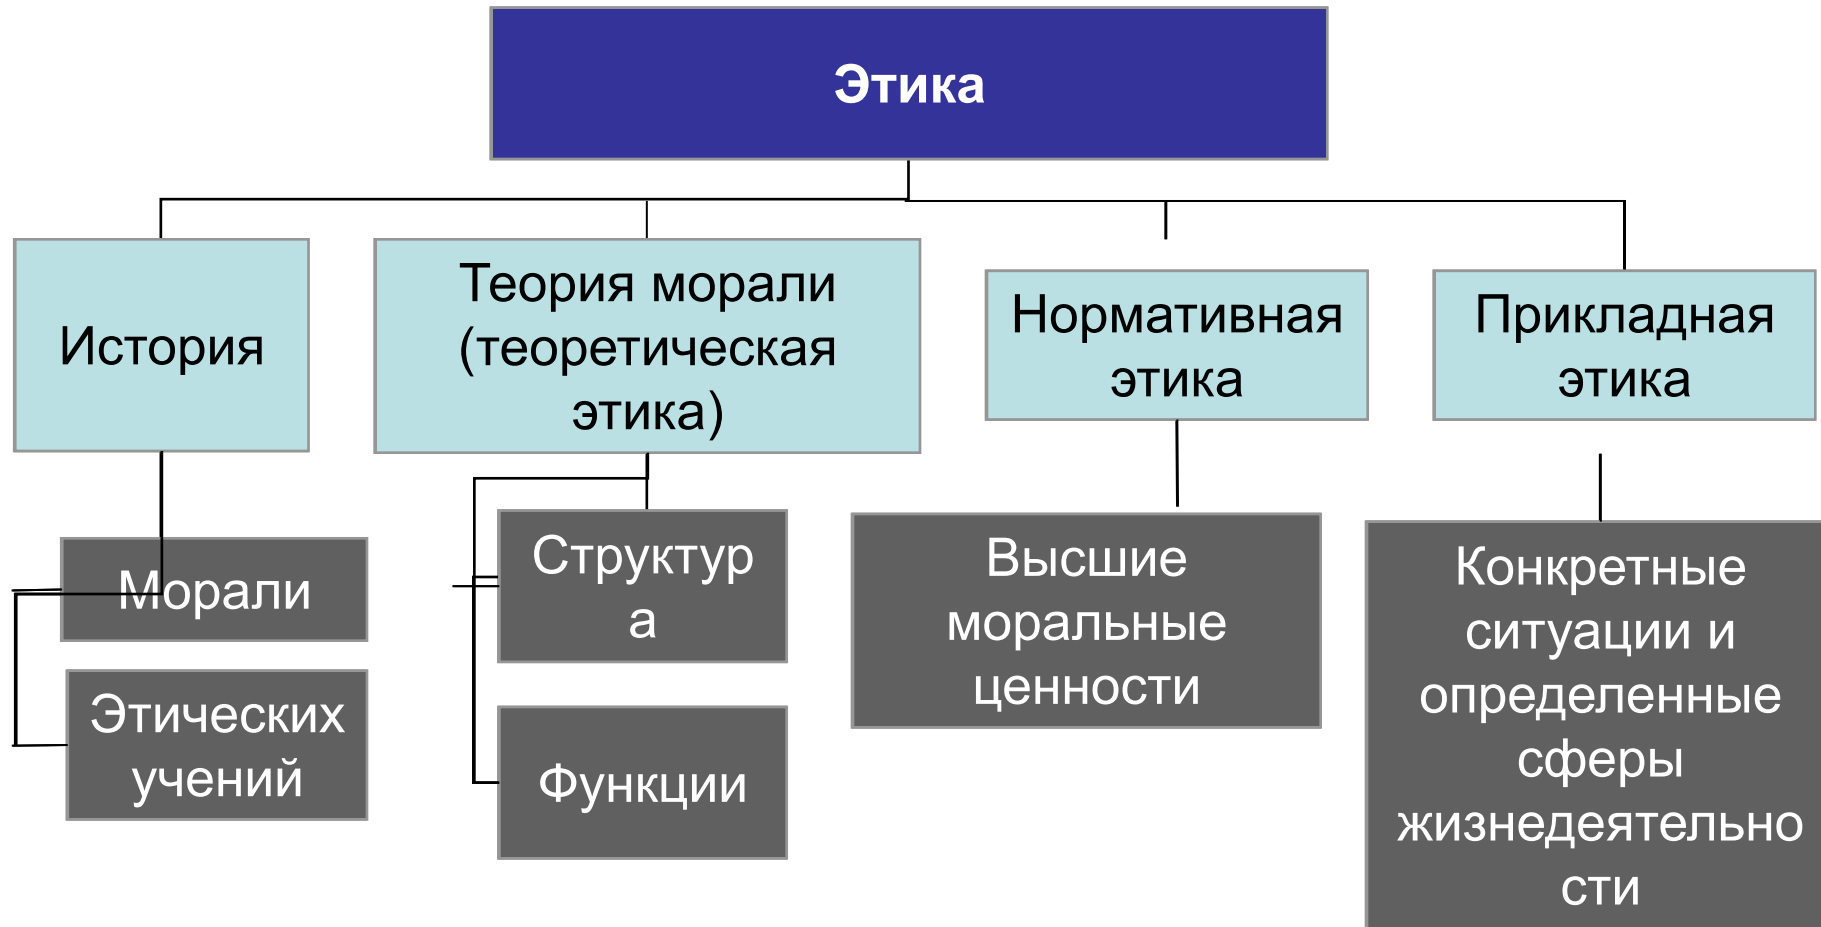 Этика
История
Теория морали
(теоретическая
этика)
Нормативная
этика
Прикладная
этика
Морали
Этических
учений
Структур
а
Функции
Высшие
моральные
ценности
Конкретные
ситуации и
определенные
сферы
жизнедеятельно
сти